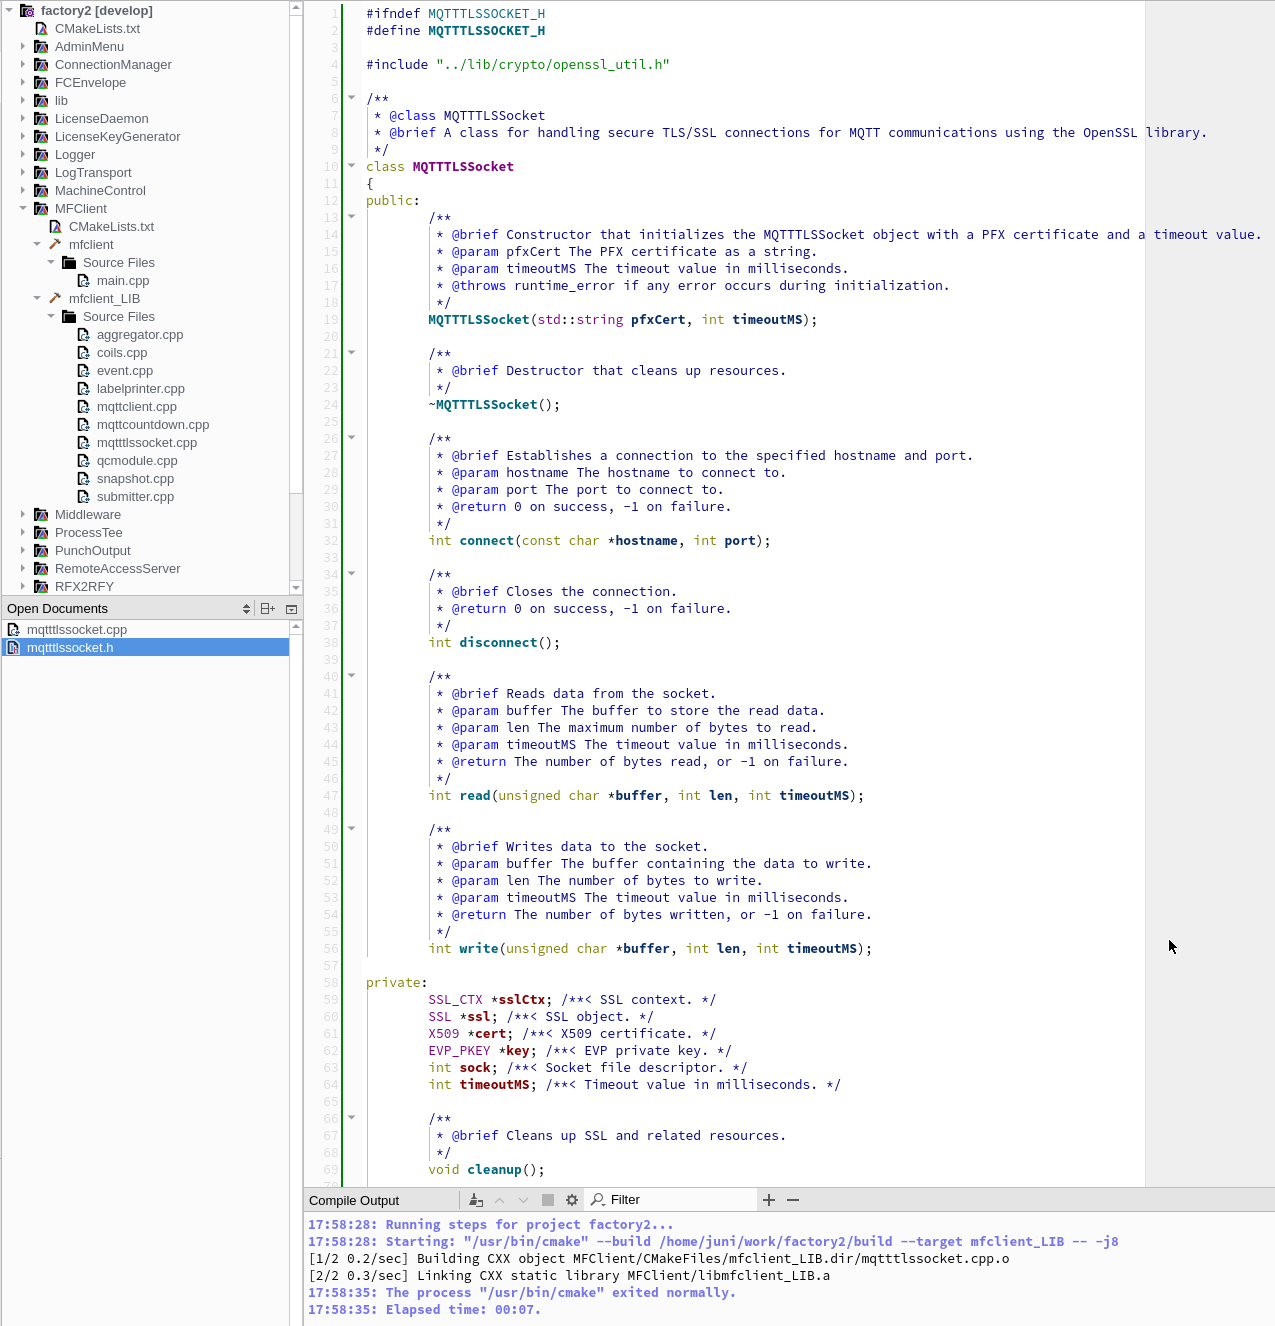 factory2 [develop]
CMakeLists.txt
AdminMenu
ConnectionManager
FCEnvelope
lib
LicenseDaemon
LicenseKeyGenerator
Logger
LogTransport
MachineControl
MFClient
CMakeLists.txt
mfclient
Source Files
main.cpp
mfclient_LIB
Source Files
aggregator.cpp
coils.cpp
event.cpp
labelprinter.cpp
mqttclient.cpp
mqttcountdown.cpp
mqtttlssocket.cpp
qcmodule.cpp
snapshot.cpp
submitter.cpp
Middleware
ProcessTee
PunchOutput
RemoteAccessServer
RFX2RFY
Open Documents
mqtttlssocket.cpp
mqtttlssocket.h
1 #ifndef MQTTTLSSOCKET_H
2 #define MQTTTLSSOCKET_H
3
4 #include "../lib/crypto/openssl_util.h"
5
6 /**
7 * @class MQTTTLSSocket
8 * @brief A class for handling secure TLS/SSL connections for MQTT communications using the OpenSSL library.
9 */
10 class MQTTTLSSocket
11 {
12 public:
13 /**
14 * @brief Constructor that initializes the MQTTTLSSocket object with a PFX certificate and a timeout value.
15 * @param pfxCert The PFX certificate as a string.
16 * @param timeoutMS The timeout value in milliseconds.
17 * @throws runtime_error if any error occurs during initialization.
18 */
19 MQTTTLSSocket(std::string pfxCert, int timeoutMS);
20
21 /**
22 * @brief Destructor that cleans up resources.
23 */
24 ~MQTTTLSSocket();
25
26 /**
27 * @brief Establishes a connection to the specified hostname and port.
28 * @param hostname The hostname to connect to.
29 * @param port The port to connect to.
30 * @return 0 on success, -1 on failure.
31 */
32 int connect(const char *hostname, int port);
33
34 /**
35 * @brief Closes the connection.
36 * @return 0 on success, -1 on failure.
37 */
38 int disconnect();
39
40 /**
41 * @brief Reads data from the socket.
42 * @param buffer The buffer to store the read data.
43 * @param len The maximum number of bytes to read.
44 * @param timeoutMS The timeout value in milliseconds.
45 * @return The number of bytes read, or -1 on failure.
46 */
47 int read(unsigned char *buffer, int len, int timeoutMS);
48
49 /**
50 * @brief Writes data to the socket.
51 * @param buffer The buffer containing the data to write.
52 * @param len The number of bytes to write.
53 * @param timeoutMS The timeout value in milliseconds.
54 * @return The number of bytes written, or -1 on failure.
55 */
56 int write(unsigned char *buffer, int len, int timeoutMS);
57
58 private:
59 SSL_CTX *sslCtx; /**< SSL context. */
60 SSL *ssl; /**< SSL object. */
61 X509 *cert; /**< X509 certificate. */
62 EVP_PKEY *key; /**< EVP private key. */
63 int sock; /**< Socket file descriptor. */
64 int timeoutMS; /**< Timeout value in milliseconds. */
65
66 /**
67 * @brief Cleans up SSL and related resources.
68 */
69 void cleanup();
70
Compile Output
Filter
17:58:28: Running steps for project factory2...
17:58:28: Starting: "/usr/bin/cmake" --build /home/juni/work/factory2/build --target mfclient_LIB -- -j8
[1/2 0.2/sec] Building CXX object MFClient/CMakeFiles/mfclient_LIB.dir/mqtttlssocket.cpp.o
[2/2 0.3/sec] Linking CXX static library MFClient/libmfclient_LIB.a
17:58:35: The process "/usr/bin/cmake" exited normally.
17:58:35: Elapsed time: 00:07.